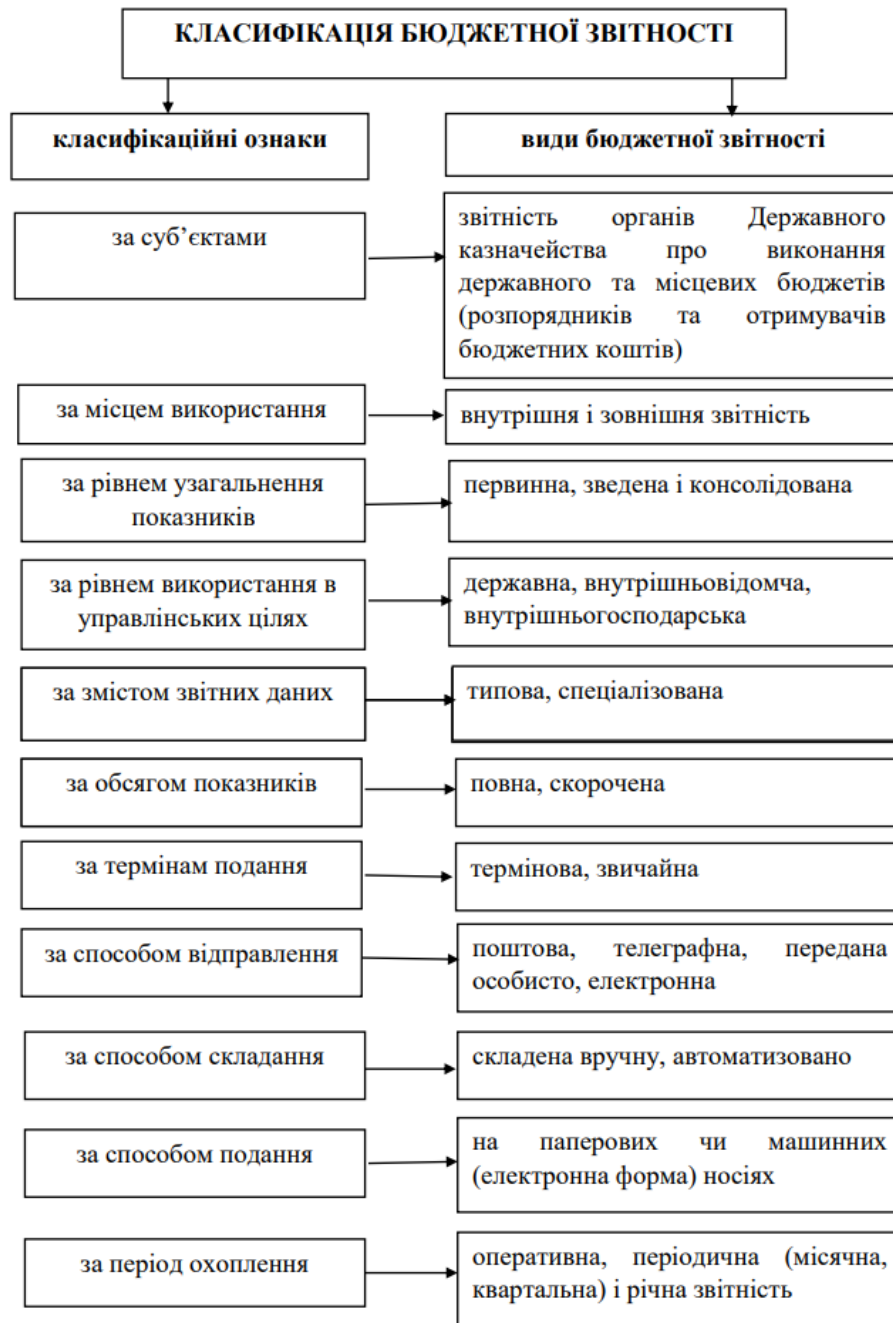 КЛАСИФІКАЦІЯ БЮДЖЕТНОЇ ЗВІТНОСТІ
класифікаційні ознаки
види бюджетної звітності
за суб’єктами
звітність органів Державного
казначейства про виконання
державного та місцевих бюджетів
(розпорядників та отримувачів
бюджетних коштів)
за місцем використання
внутрішня і зовнішня звітність
за рівнем узагальнення
показників
первинна, зведена і консолідована
за рівнем використання в
управлінських цілях
державна, внутрішньовідомча,
внутрішньогосподарська
за змістом звітних даних
типова, спеціалізована
за обсягом показників
повна, скорочена
за термінам подання
термінова, звичайна
за способом відправлення
поштова, телеграфна, передана
особисто, електронна
за способом складання
складена вручну, автоматизовано
за способом подання
на паперових чи машинних
(електронна форма) носіях
за період охоплення
оперативна, періодична (місячна,
квартальна) і річна звітність